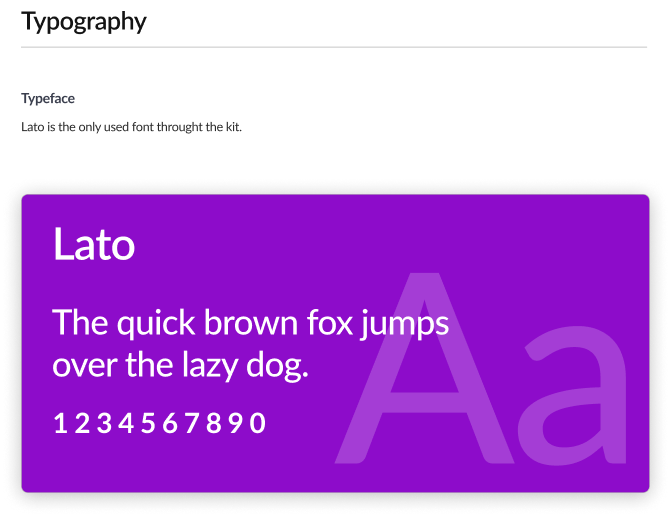 Typography
Typeface
Lato is the only used font throught the kit.
Lato
The quick brown fox jumps
over the lazy dog.
1 2 3 4 5 6 7 8 9 0
Aa